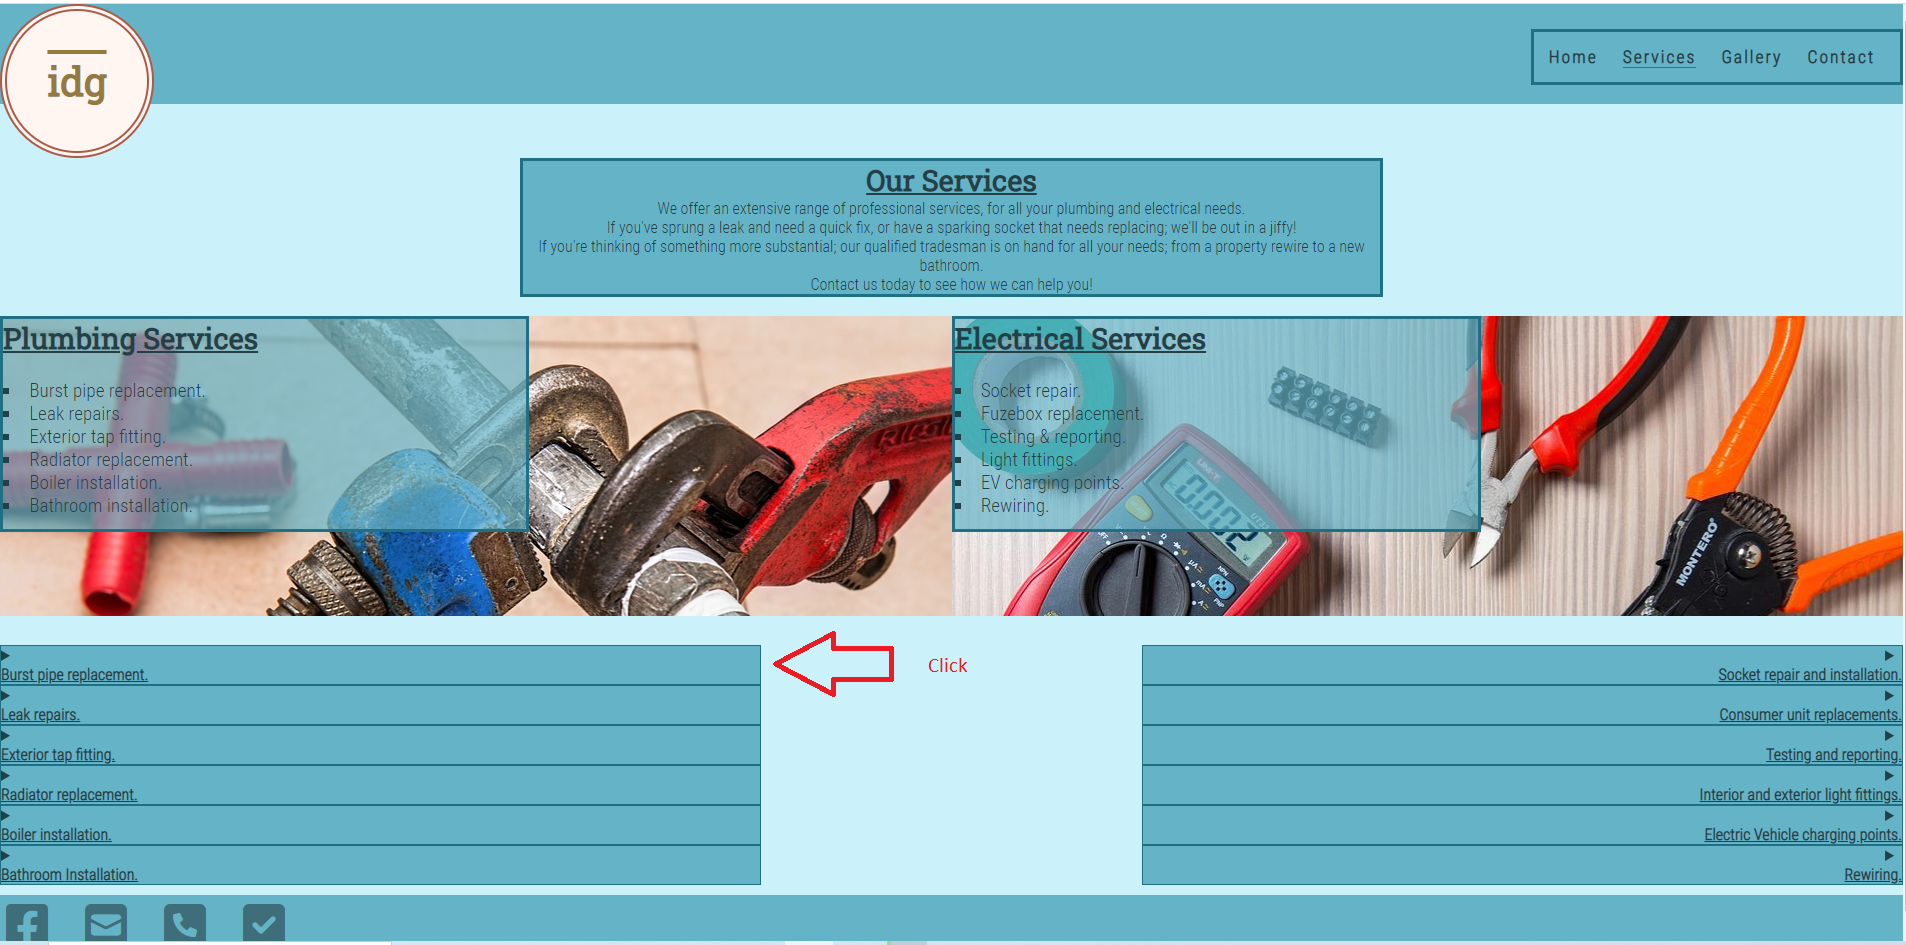 idg
Home Services Gallery Contact
Our Services
We offer an extensive range of professional services, for all your plumbing and electrical needs.
If you've sprung a leak and need a quick fix, or have a sparking socket that needs replacing; we'll be out in a jiffy!
If you're thinking of something more substantial; our qualified tradesman is on hand for all your needs; from a property rewire to a new
bathroom.
Contact us today to see how we can help you!
Plumbing Services
Burst pipe replacement.
Leak repairs.
Exterior tap fitting.
Radiator replacement.
Boiler installation.
Bathroom installation.
Electrical Services
Socket repair.
Fuzebox replacement.
Testing & reporting.
Light fittings.
EV charging points.
Rewiring.
UNI-T
0.002
OFF
NPN
PNP
MONTERO
Click
Burst pipe replacement.
Leak repairs.
Exterior tap fitting.
Radiator replacement.
Boiler installation.
Bathroom Installation.
Socket repair and installation.
Consumer unit replacements.
Testing and reporting.
Interior and exterior light fittings.
Electric Vehicle charging points.
Rewiring.